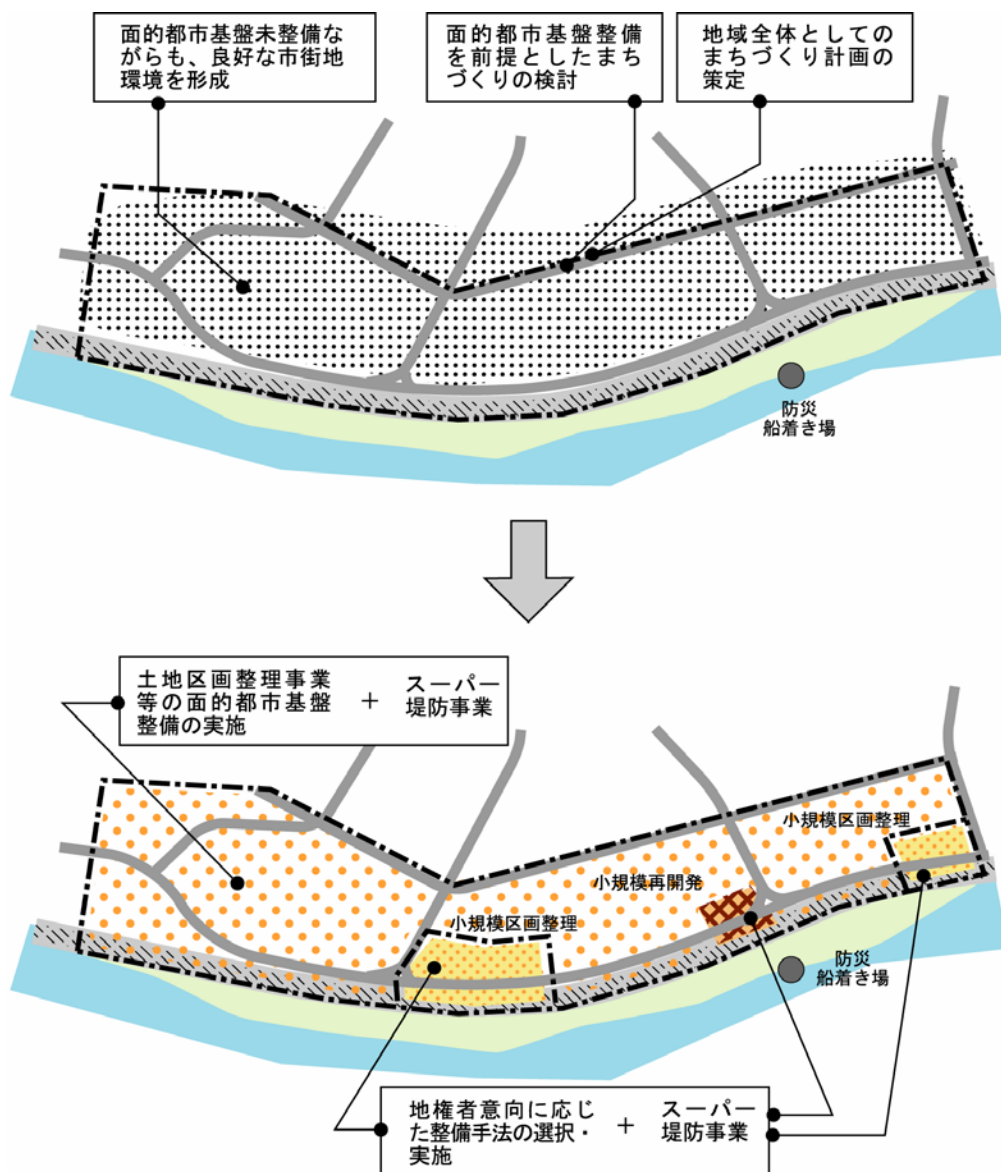 面的都市基盤未整備な
がらも、良好な市街地
環境を形成
面的都市基盤整備
を前提としたまち
づくりの検討
地域全体としての
まちづくり計画の
策定
防災
船着き場
土地区画整理事業
等の面的都市基盤
整備の実施
+
スーパー
堤防事業
小規模区画整理
小規模再開発
小規模区画整理
防災
船着き場
地権者意向に応じ
た整備手法の選択・
実施
+
スーパー
堤防事業